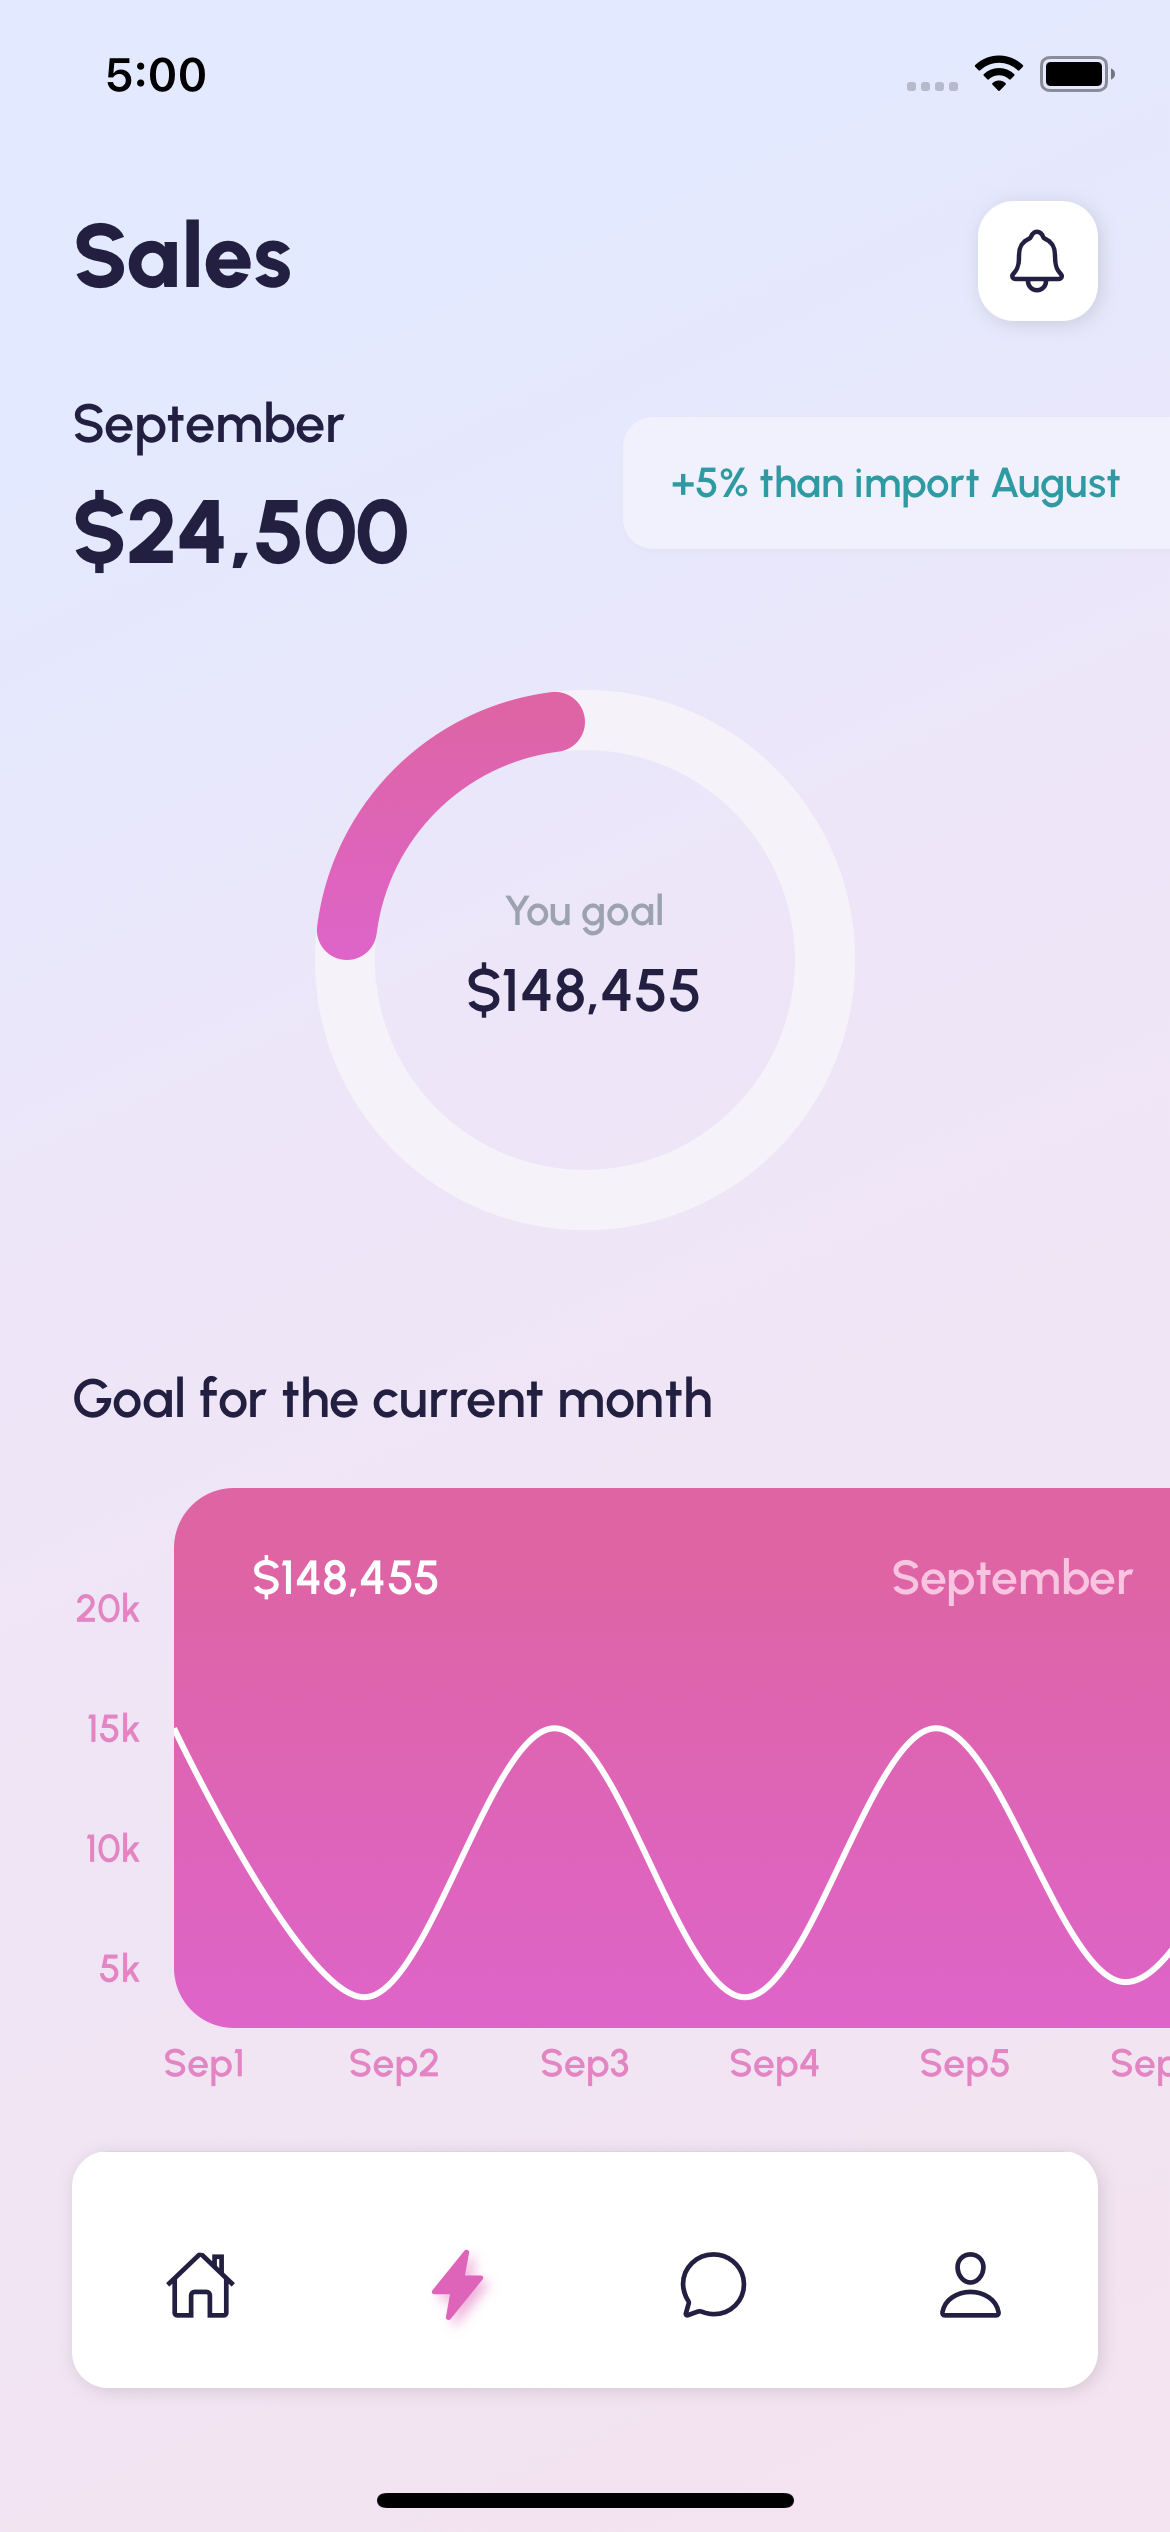 5:00
Sales
September
$24,500
+5% than import August
You goal
$148,455
Goal for the current month
$148,455 September
20k
15k
10k
5k
Sep1 Sep2 Sep3 Sep4 Sep5 Sep